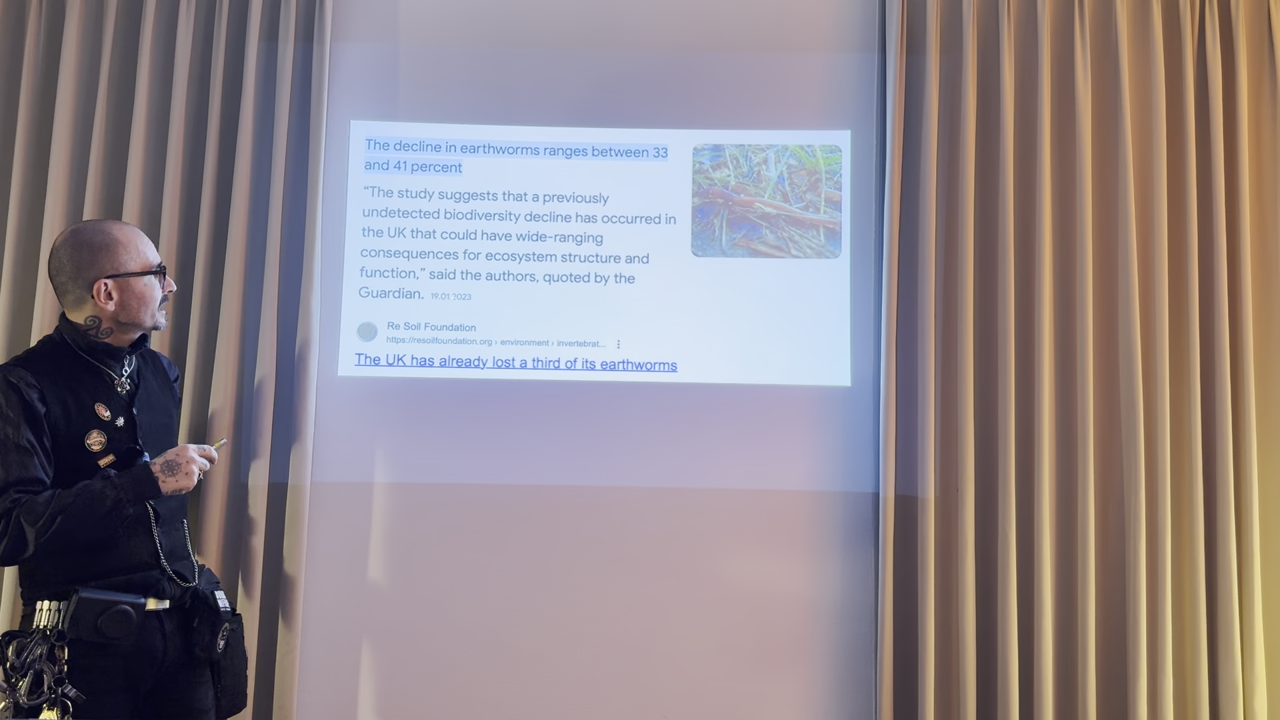 The decline in earthworms ranges between 33
and 41 percent
“The study suggests that a previously
undetected biodiversity decline has occurred in
the UK that could have wide-ranging
consequences for ecosystem structure and
function,” said the authors, quoted by the
Guardian. 19.01.2023
Re Soil Foundation
https://resoilfoundation.org › environment › invertebrat...
The UK has already lost a third of its earthworms